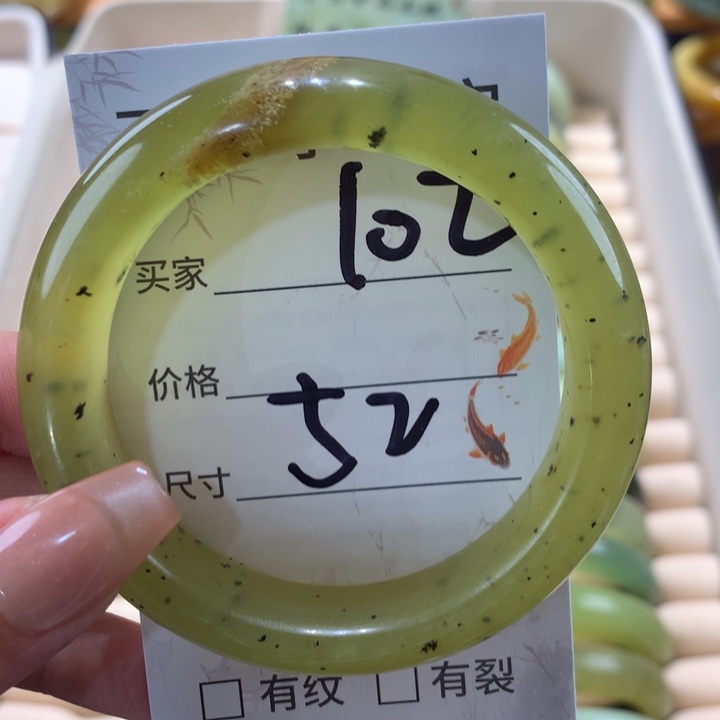 买家 102
价格
尺寸 52
□ 有纹 □ 有裂